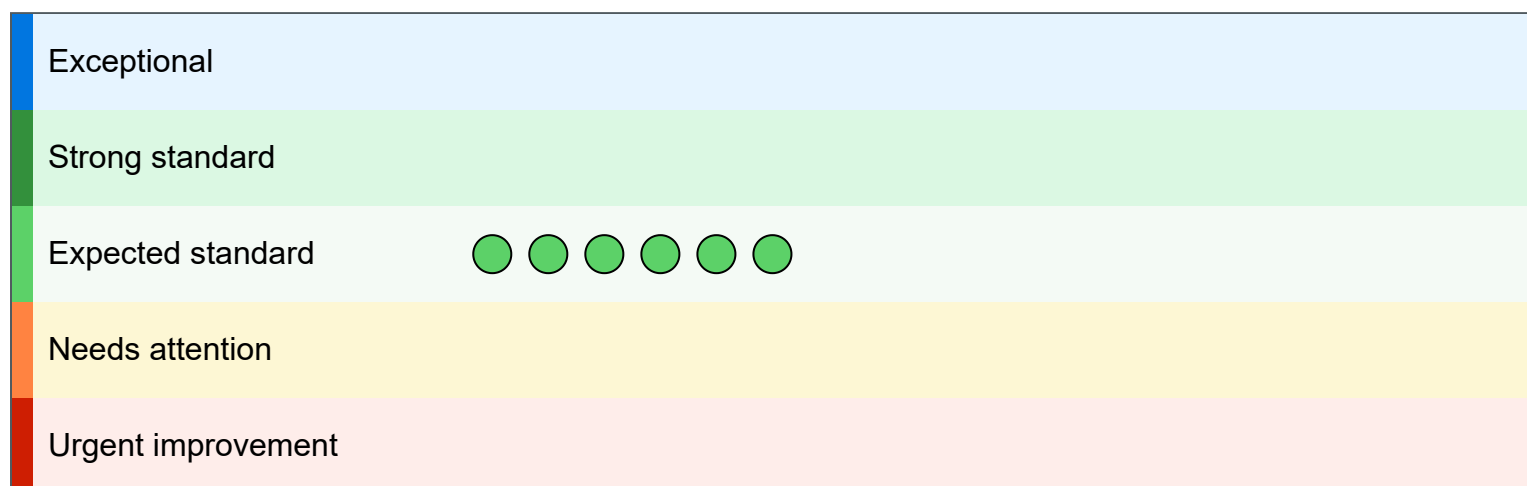 Exceptional
Strong standard
Expected standard
Needs attention
Urgent improvement